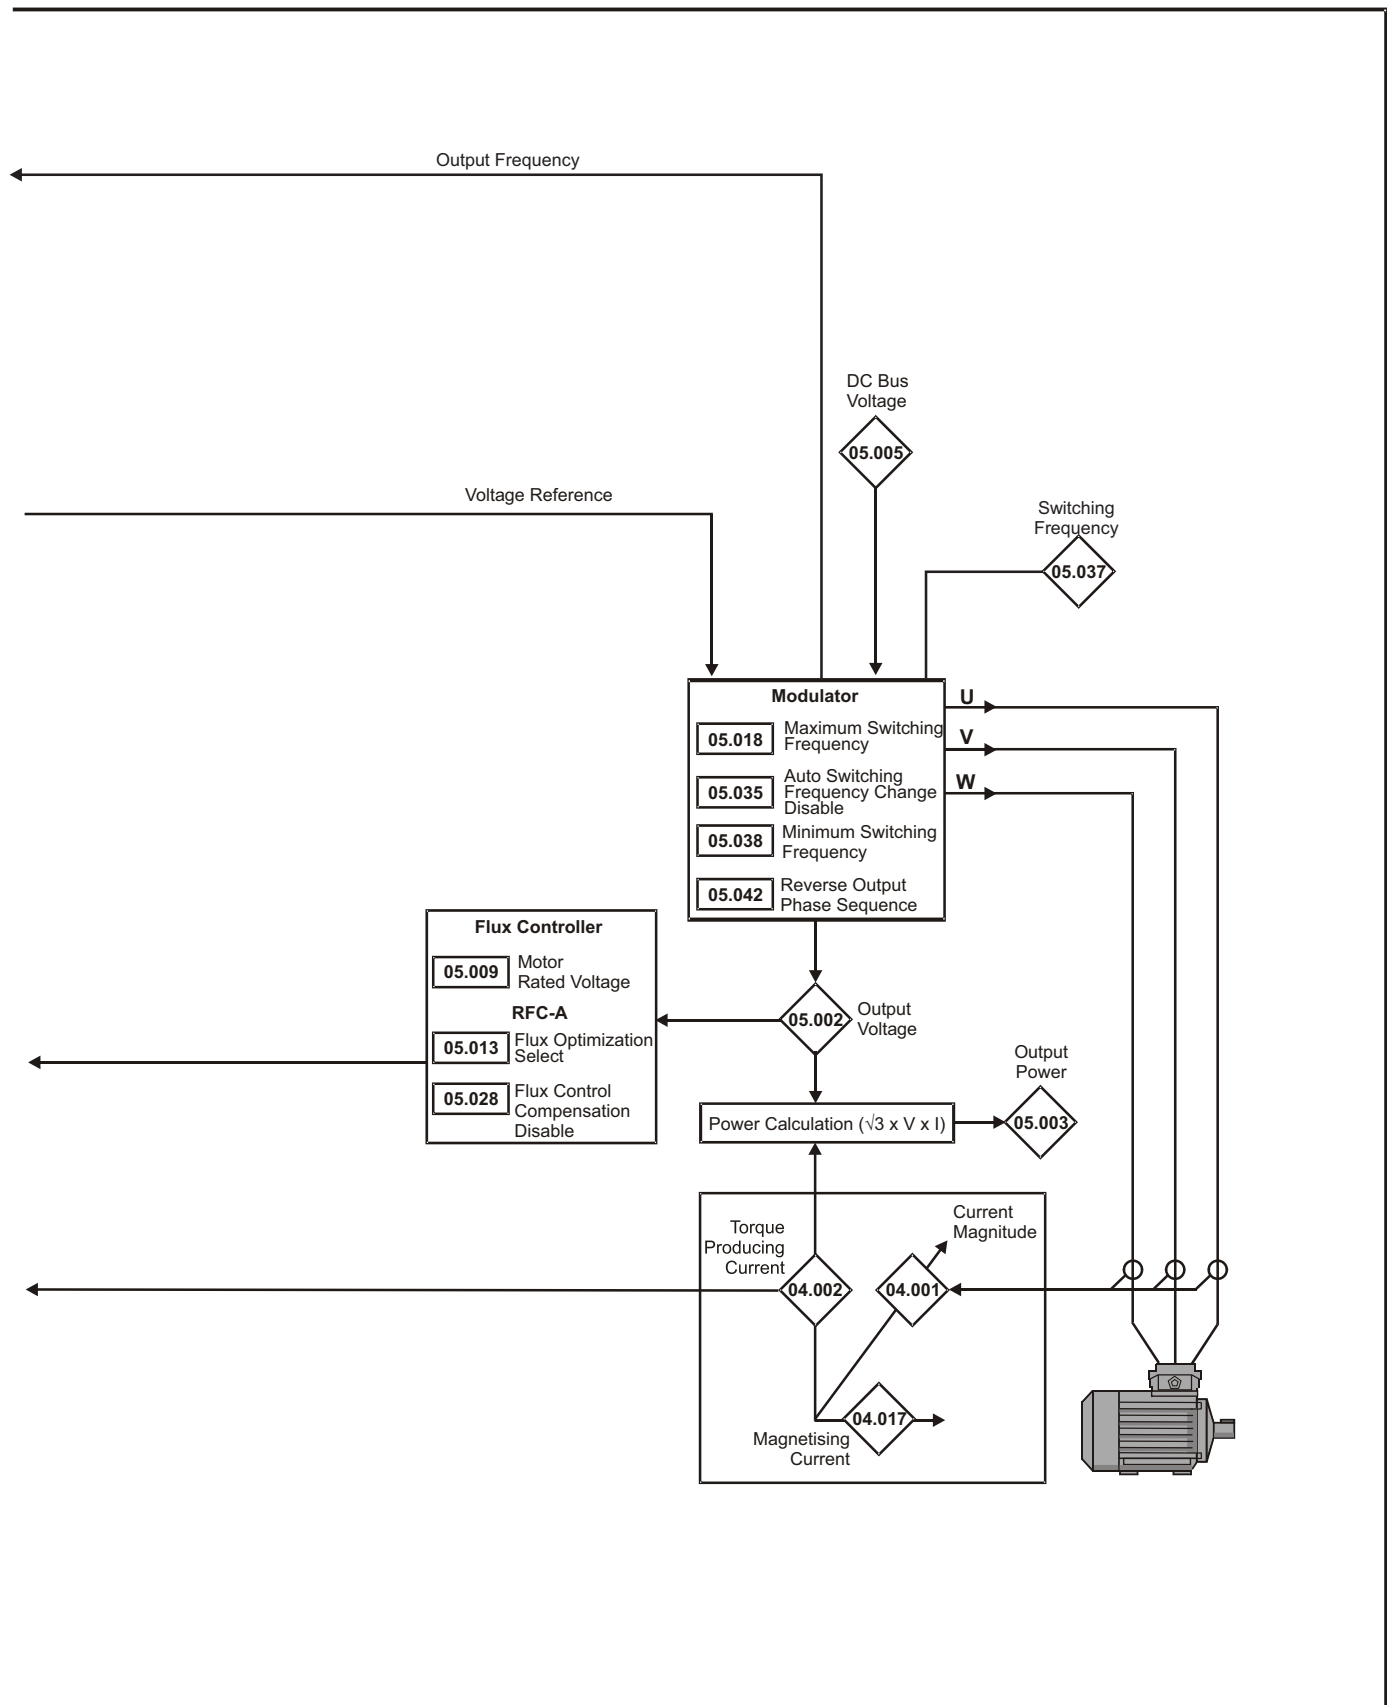 Output Frequency
DC Bus
Voltage
05.005
Voltage Reference
Switching
Frequency
05.037
Modulator
05.018
Maximum Switching
Frequency
05.035
Auto Switching
Frequency Change
Disable
05.038
Minimum Switching
Frequency
05.042
Reverse Output
Phase Sequence
U
V
W
Flux Controller
05.009
Motor
Rated Voltage
RFC-A
05.013
Flux Optimization
Select
05.028
Flux Control
Compensation
Disable
05.002
Output
Voltage
Output
Power
Power Calculation (√3 x V x I)
05.003
Torque
Producing
Current
04.002
Current
Magnitude
04.001
04.017
Magnetising
Current